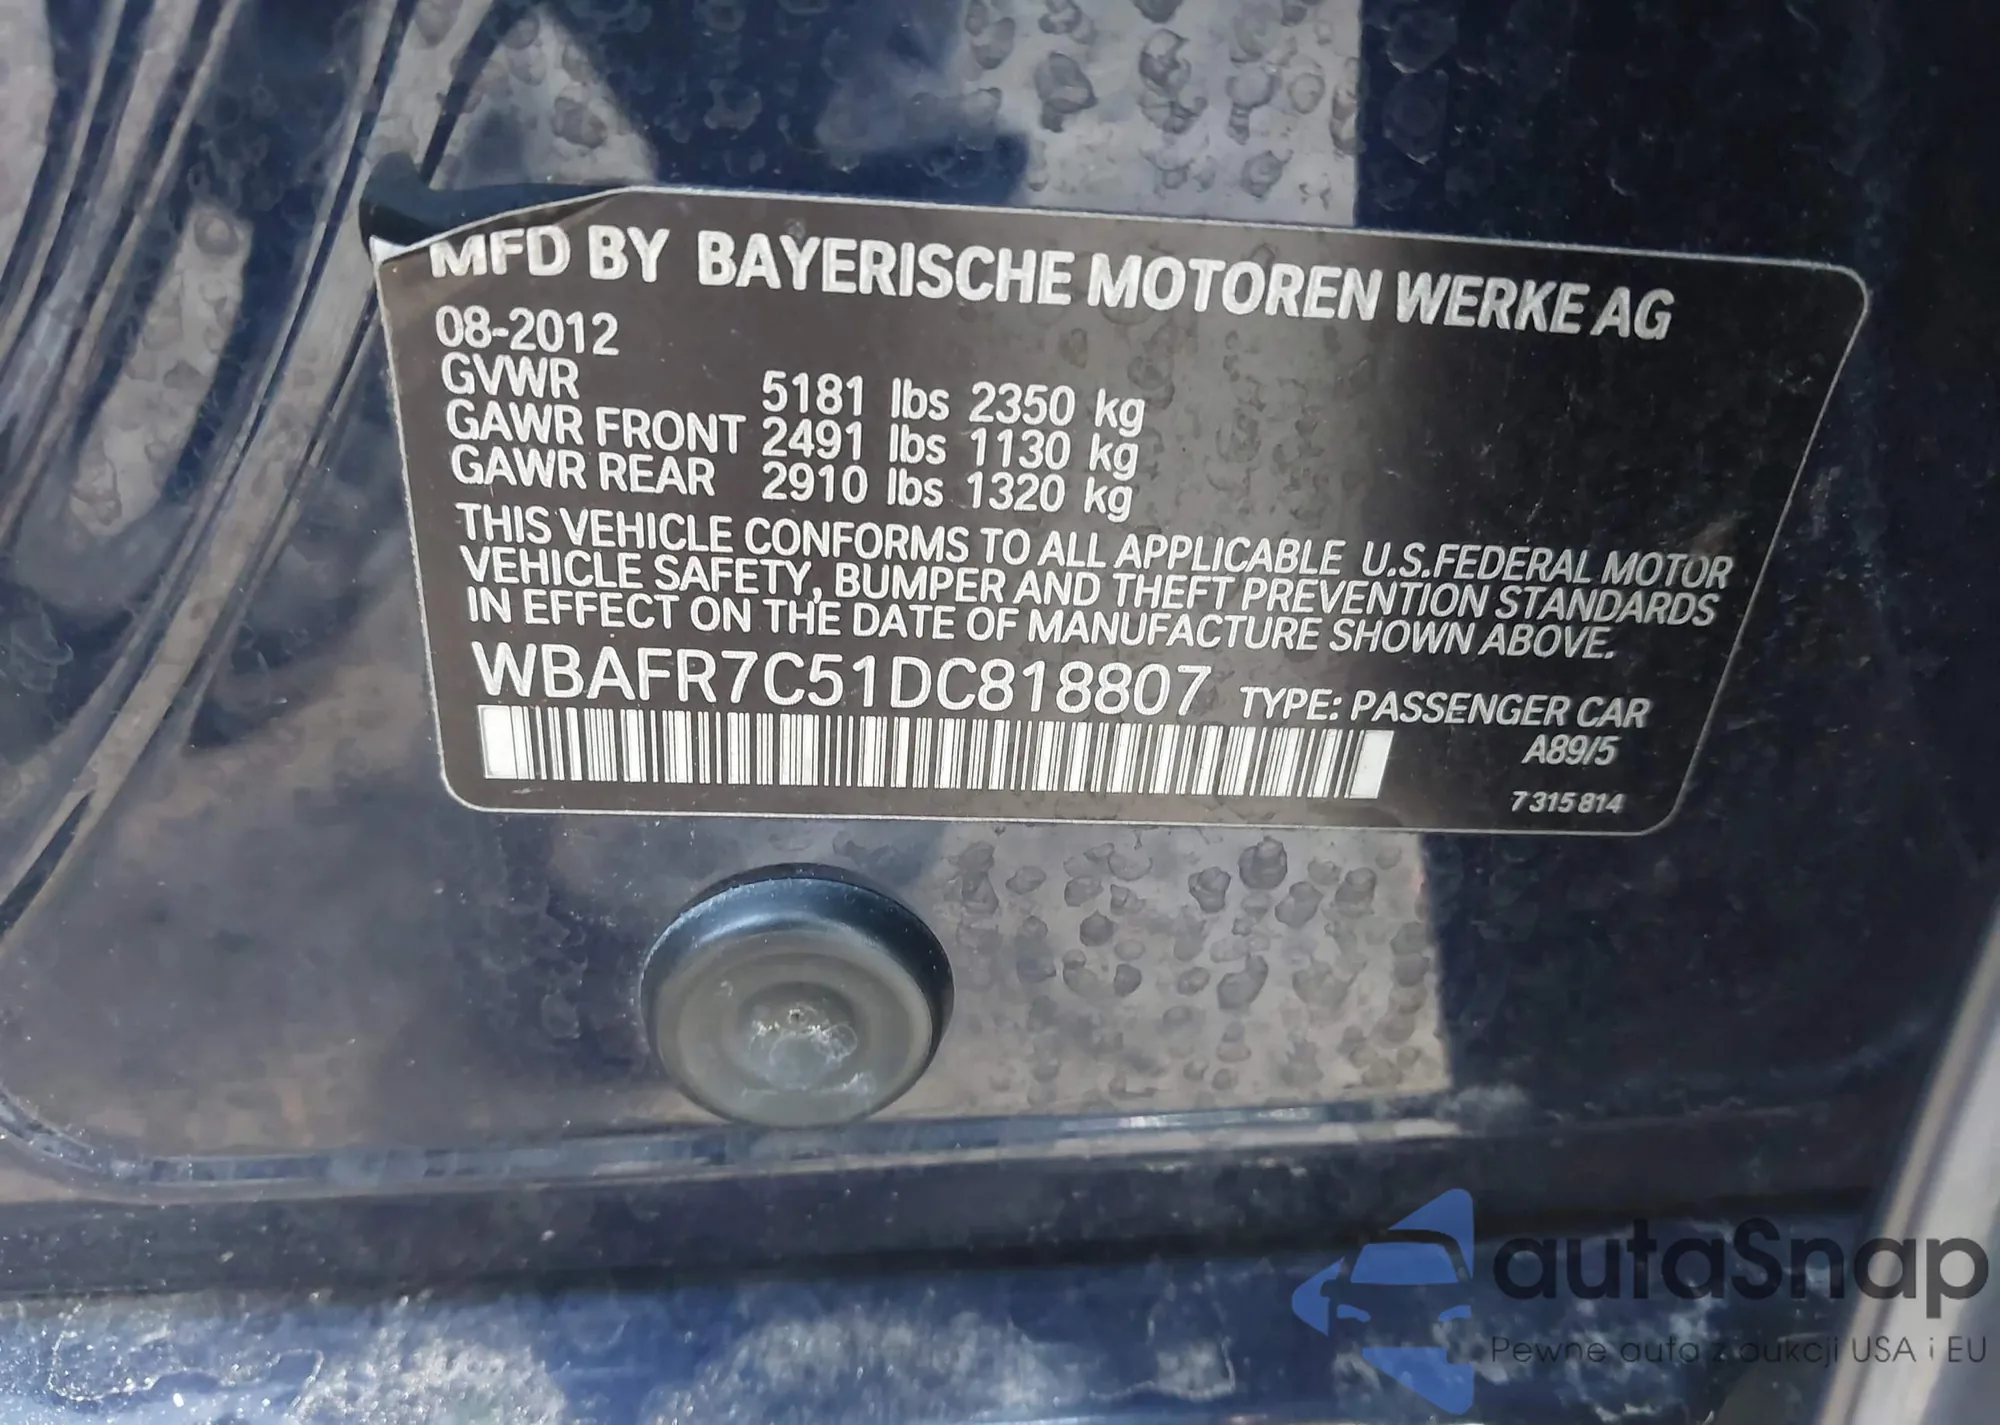 MFD BY BAYERISCHE MOTOREN WERKE AG
08-2012
GVWR 5181 lbs 2350 kg
GAWR FRONT 2491 lbs 1130 kg
GAWR REAR 2910 lbs 1320 kg
THIS VEHICLE CONFORMS TO ALL APPLICABLE U.S.FEDERAL MOTOR
VEHICLE SAFETY, BUMPER AND THEFT PREVENTION STANDARDS
IN EFFECT ON THE DATE OF MANUFACTURE SHOWN ABOVE.
WBAFR7C51DC818807 TYPE: PASSENGER CAR
A89/5
7 315 814
autaSnap
Pewne auta z aukcji USA i EU